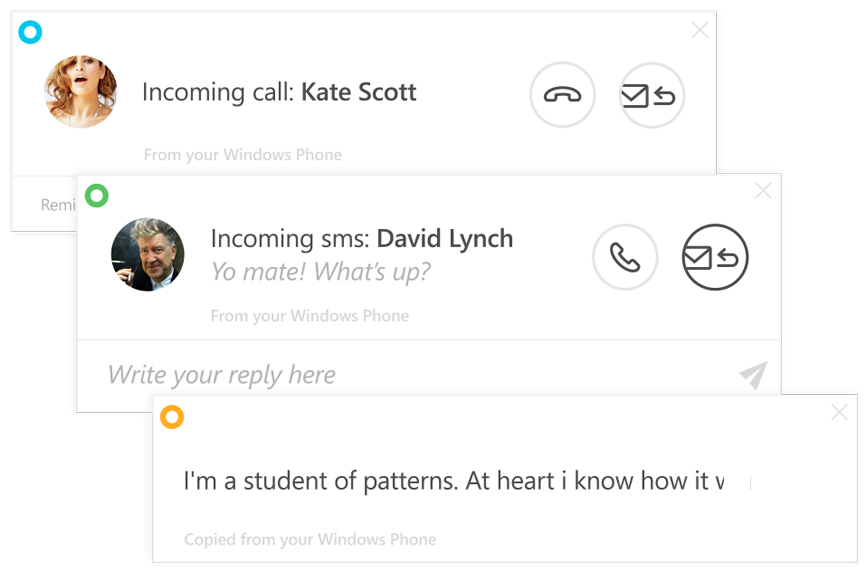 Incoming call: Kate Scott
From your Windows Phone
Incoming sms: David Lynch
Yo mate! What's up?
From your Windows Phone
Write your reply here
I'm a student of patterns. At heart i know how it
Copied from your Windows Phone